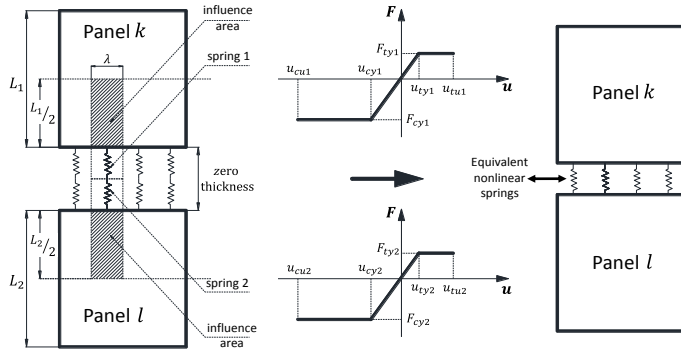 Panel k
influence
area
λ
spring 1
L₁
L₁/2
zero
thickness
L₂/2
L₂
spring 2
Panel l
influence
area
F
F_ty1
u_cu1
u_cy1
u_ty1
u_tu1
u
F_cy1
F
F_ty2
u_cu2
u_cy2
u_ty2
u_tu2
u
F_cy2
Panel k
Equivalent
nonlinear
springs
Panel l